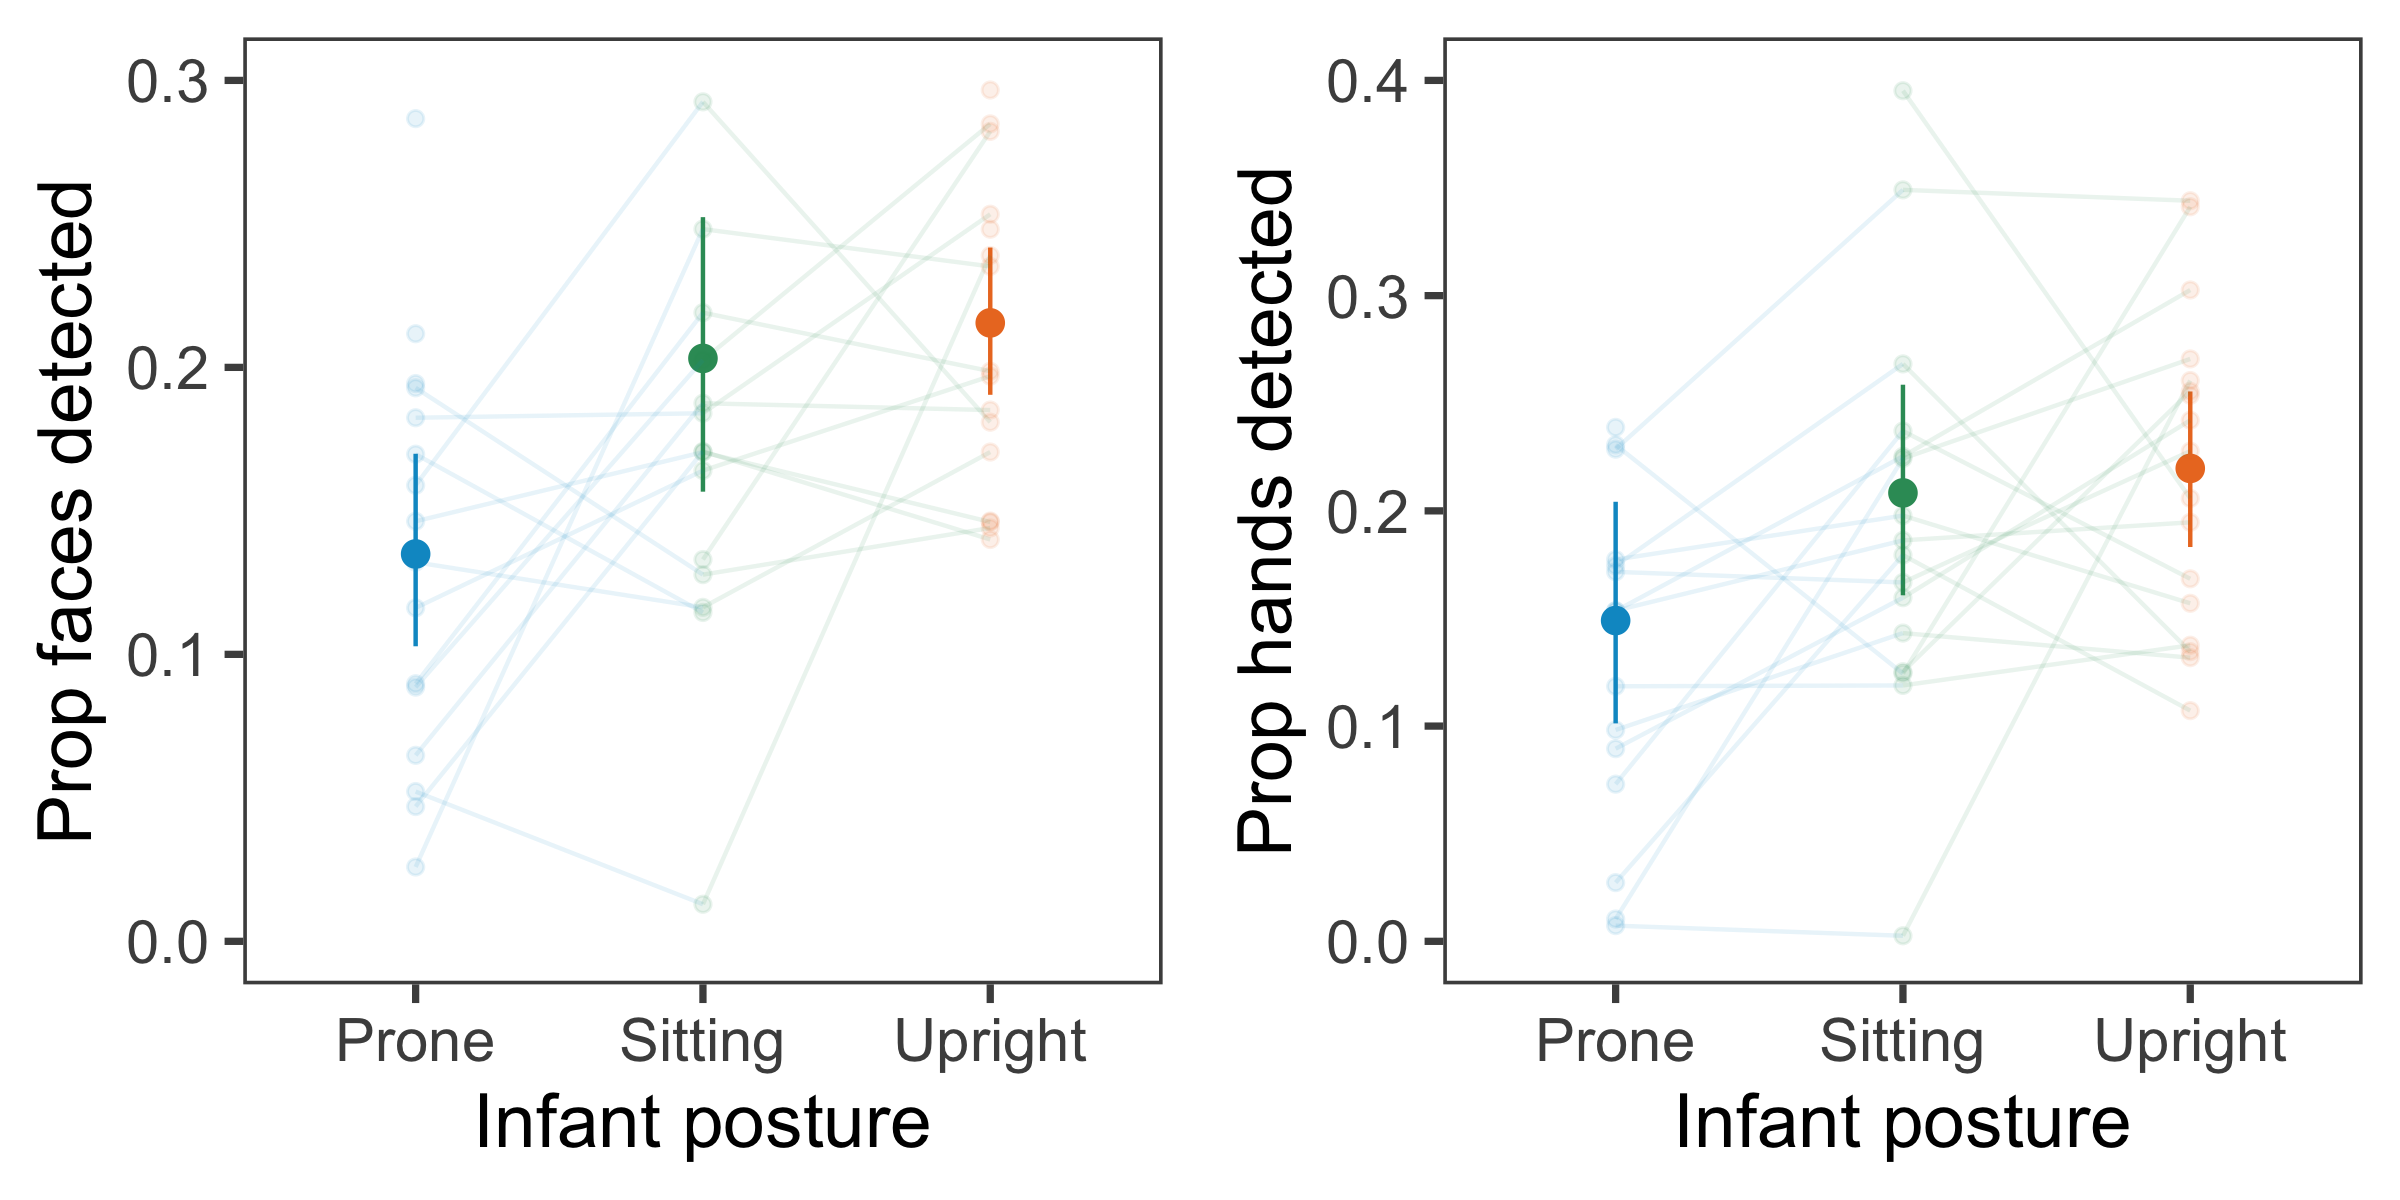 Prop faces detected
0.3
0.2
0.1
0.0
Prone Sitting Upright
Infant posture
Prop hands detected
0.4
0.3
0.2
0.1
0.0
Prone Sitting Upright
Infant posture